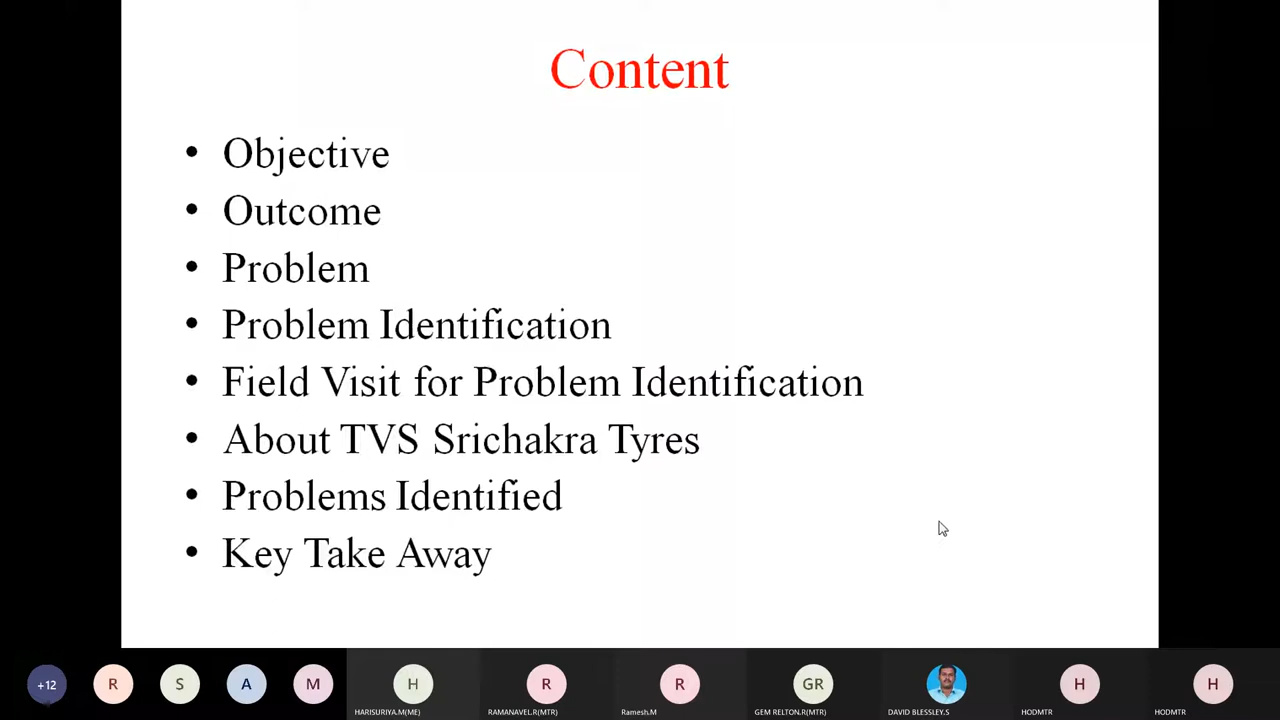 Content
• Objective
• Outcome
• Problem
• Problem Identification
• Field Visit for Problem Identification
• About TVS Srichakra Tyres
• Problems Identified
• Key Take Away
+12
R
S
A
M
H
R
R
GR
H
H
HARISURIYA.M(ME)
RAMANAVEL.R(MTR)
Ramesh.M
GEM RELTON.R(MTR)
DAVID BLESSLEY.S
HODMTR
HODMTR